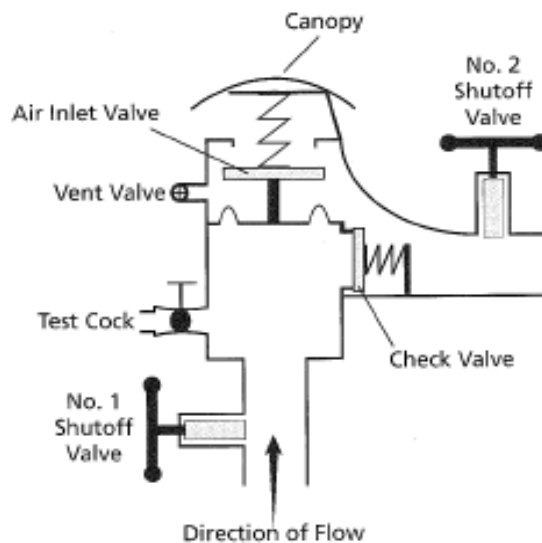 Canopy
No. 2
Shutoff
Valve
Air Inlet Valve
Vent Valve
Test Cock
Check Valve
No. 1
Shutoff
Valve
Direction of Flow